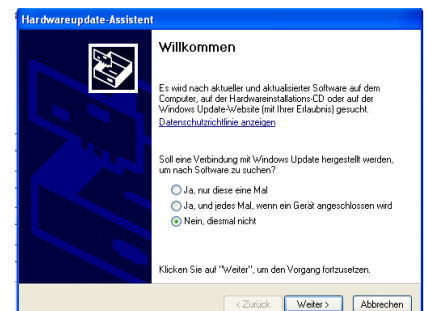 Hardwareupdate-Assistent
Willkommen
Es wird nach aktueller und aktualisierter Software auf dem
Computer, auf der Hardwareinstallations-CD oder auf der
Windows Update-Website (mit Ihrer Erlaubnis) gesucht.
Datenschutzrichtlinie anzeigen
Soll eine Verbindung mit Windows Update hergestellt werden,
um nach Software zu suchen?
Ja, nur diese eine Mal
Ja, und jedes Mal, wenn ein Gerät angeschlossen wird
Nein, diesmal nicht
Klicken Sie auf "Weiter", um den Vorgang fortzusetzen.
< Zurück Weiter > Abbrechen